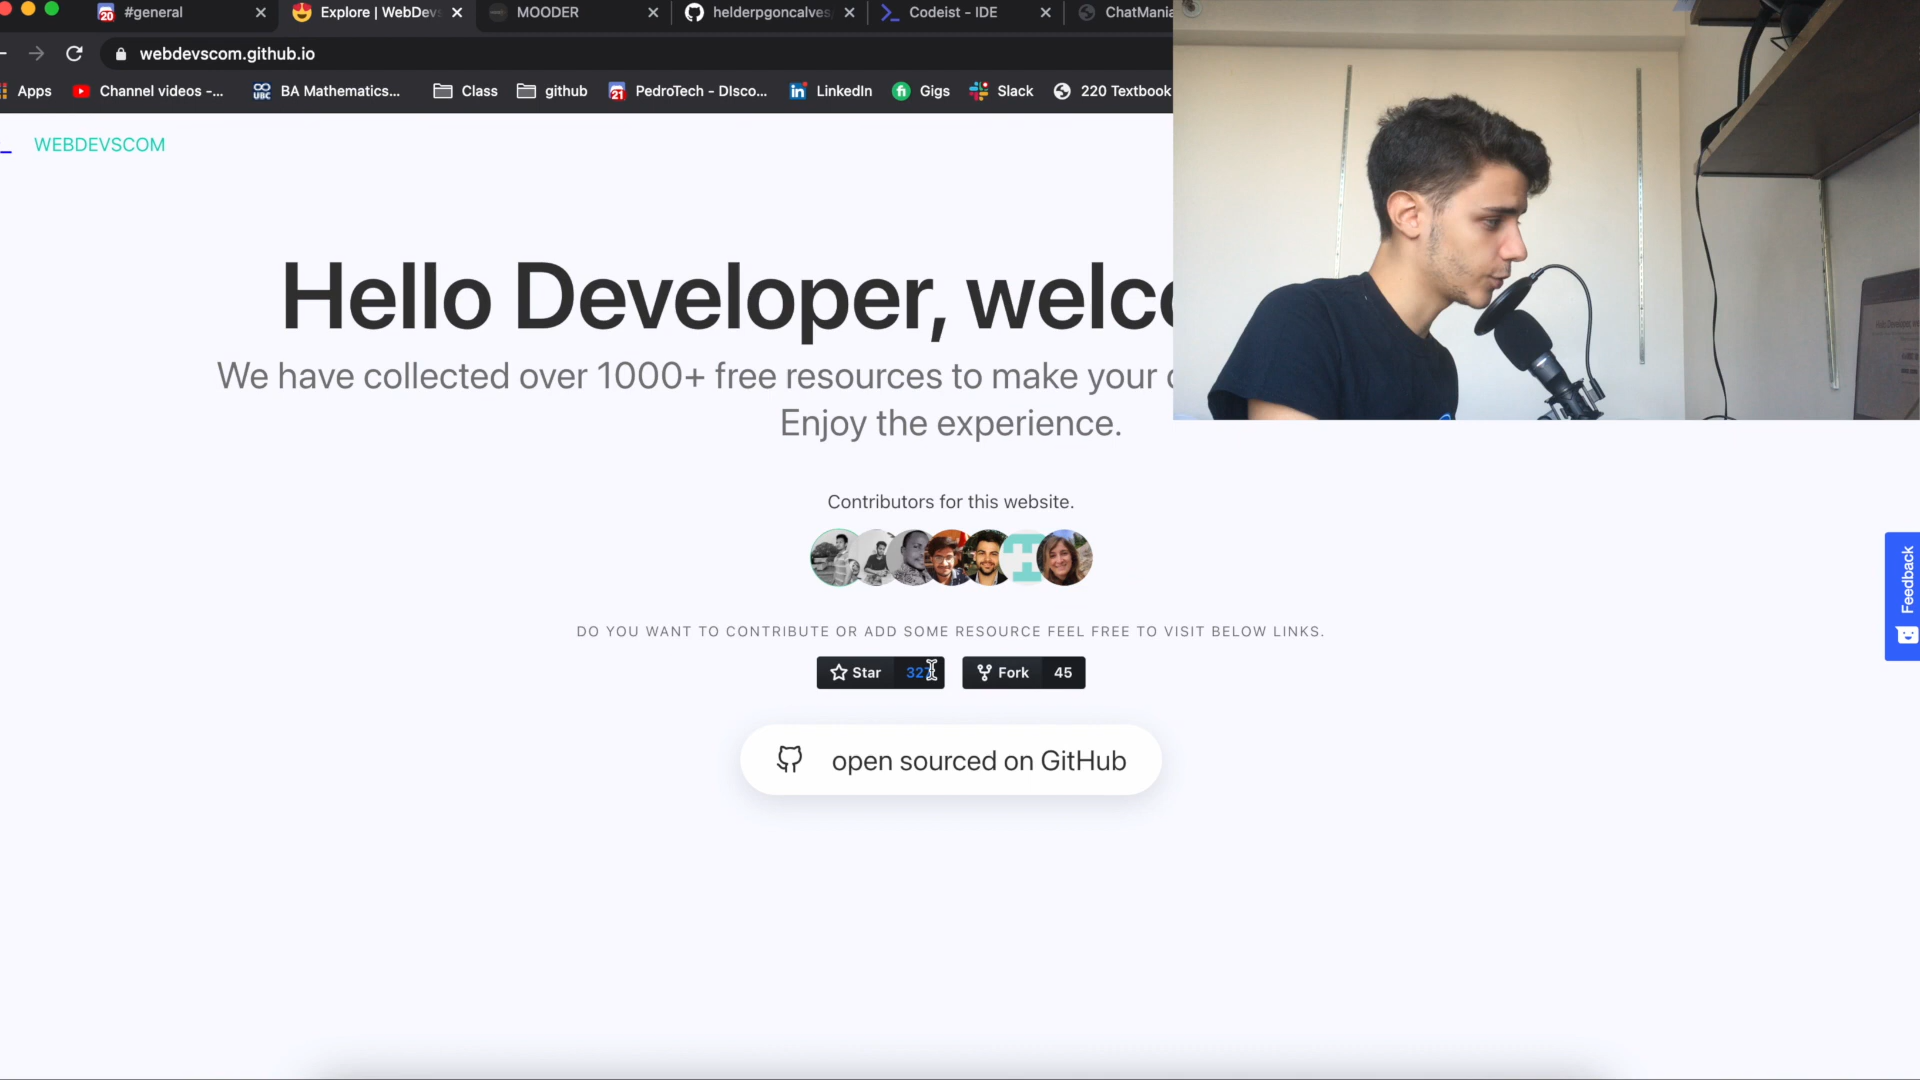 #general
Explore | WebDevs
MOODER
helderpgoncalves
Codeist - IDE
ChatMania
webdevscom.github.io
Apps
Channel videos -...
BA Mathematics...
Class
github
PedroTech - DIsco...
LinkedIn
Gigs
Slack
220 Textbook
WEBDEVSCOM
Hello Developer, welc
We have collected over 1000+ free resources to make your
Enjoy the experience.
Contributors for this website.
DO YOU WANT TO CONTRIBUTE OR ADD SOME RESOURCE FEEL FREE TO VISIT BELOW LINKS.
Star 327
Fork 45
open sourced on GitHub
Feedback